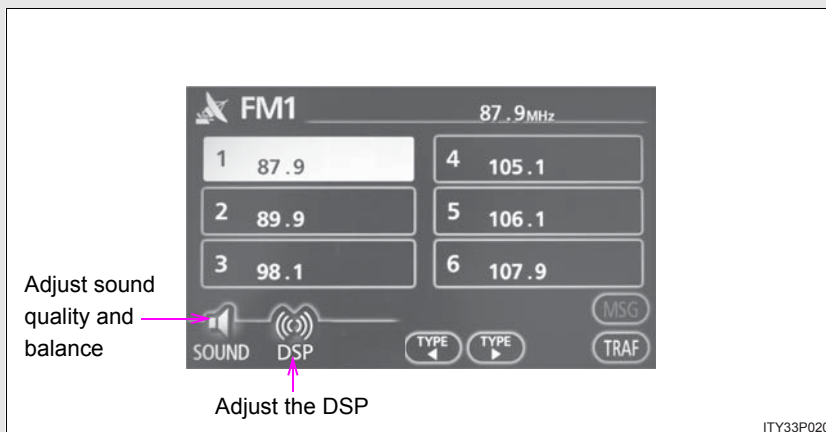 FM1
87.9MHz
1 87.9
4 105.1
2 89.9
5 106.1
3 98.1
6 107.9
Adjust sound
quality and
balance
MSG
SOUND
DSP
TYPE
TYPE
TRAF
Adjust the DSP
ITY33P020